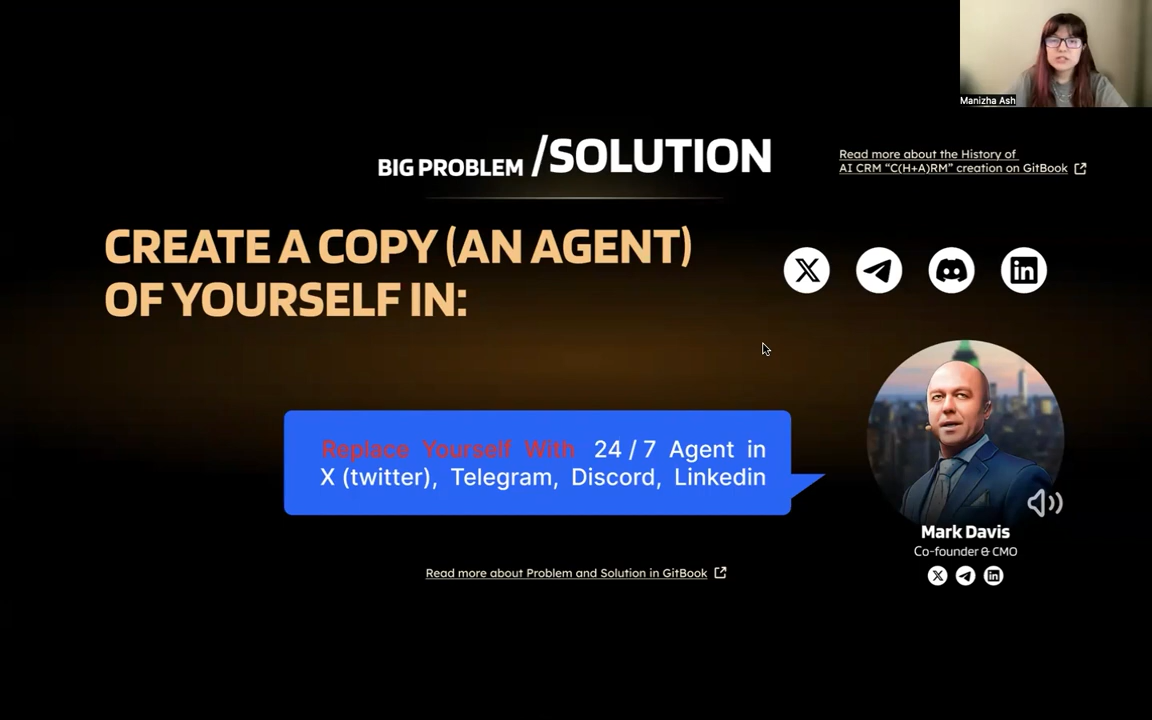 Manizha Ash
BIG PROBLEM /SOLUTION
Read more about the History of
AI CRM “C(H+A)RM” creation on GitBook
CREATE A COPY (AN AGENT)
OF YOURSELF IN:
Replace Yourself With 24 / 7 Agent in
X (twitter), Telegram, Discord, Linkedin
Mark Davis
Co-founder & CMO
Read more about Problem and Solution in GitBook